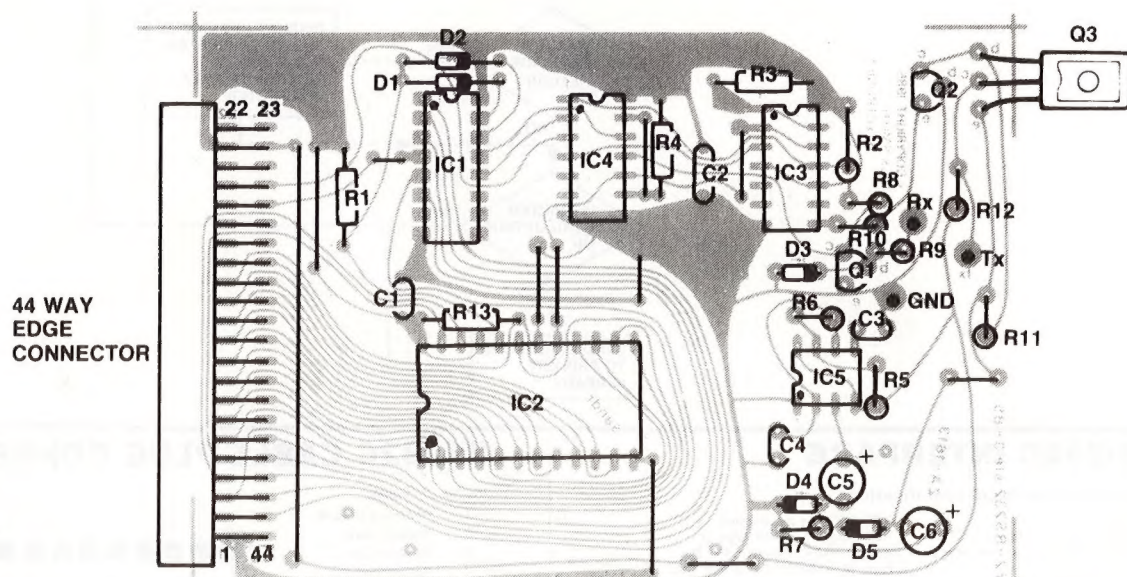 D2
Q3
D1
R3
Q2
22 23
IC1
IC4
R4
C2
IC3
R2
R1
R8
Rx
R12
R10
R9
Tx
D3
Q1
44 WAY
EDGE
CONNECTOR
C1
R13
R6
C3
GND
R11
IC2
IC5
R5
C4
+
D4
C5
+
R7
D5
C6
1 44